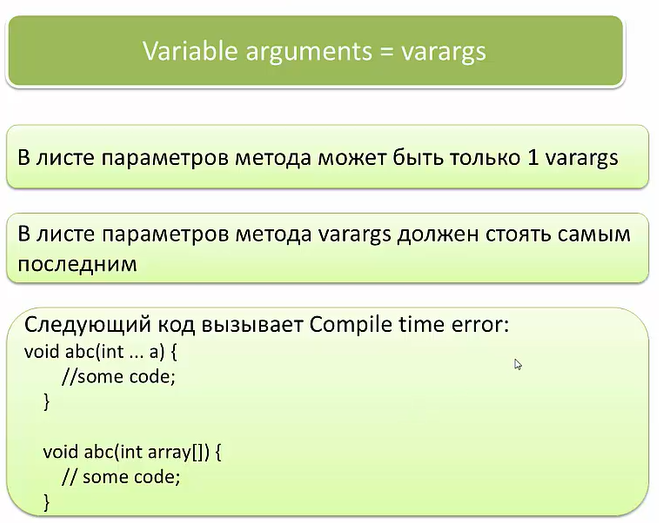 Variable arguments = varargs
В листе параметров метода может быть только 1 varargs
В листе параметров метода varargs должен стоять самым
последним
Следующий код вызывает Compile time error:
void abc(int ... a) {
//some code;
}
void abc(int array[]) {
// some code;
}